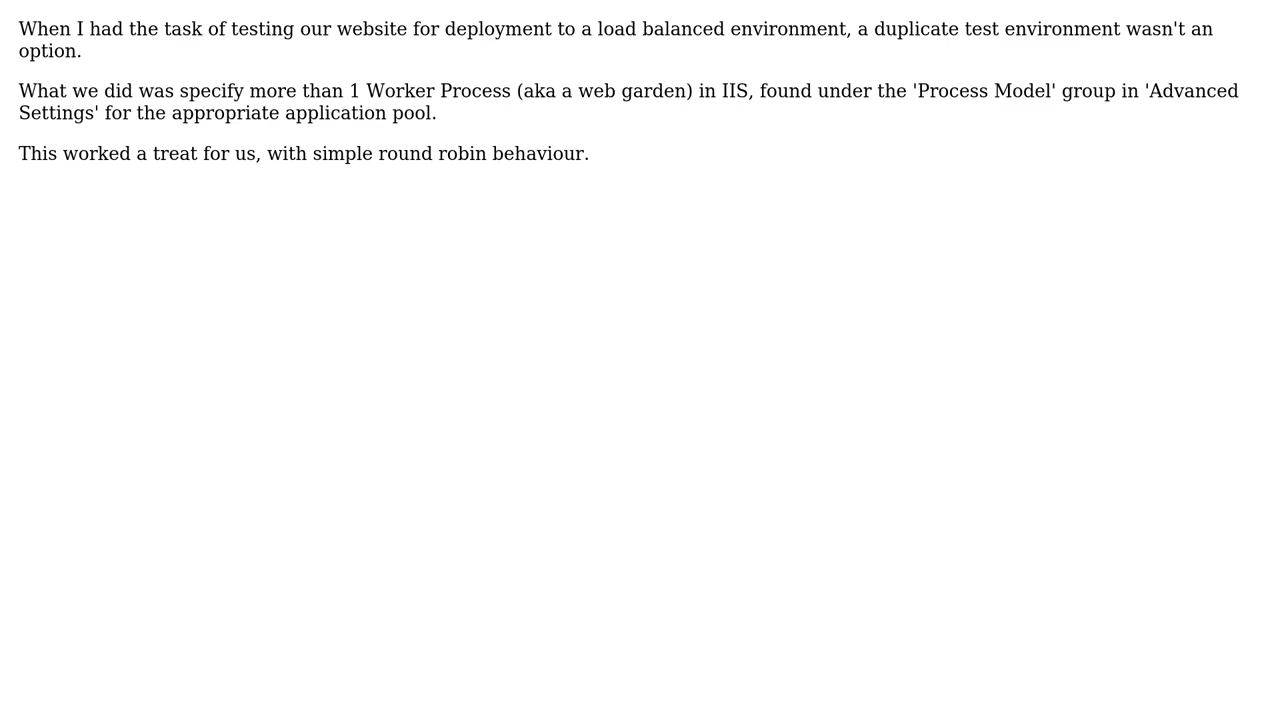 When I had the task of testing our website for deployment to a load balanced environment, a duplicate test environment wasn't an
option.
What we did was specify more than 1 Worker Process (aka a web garden) in IIS, found under the 'Process Model' group in 'Advanced
Settings' for the appropriate application pool.
This worked a treat for us, with simple round robin behaviour.